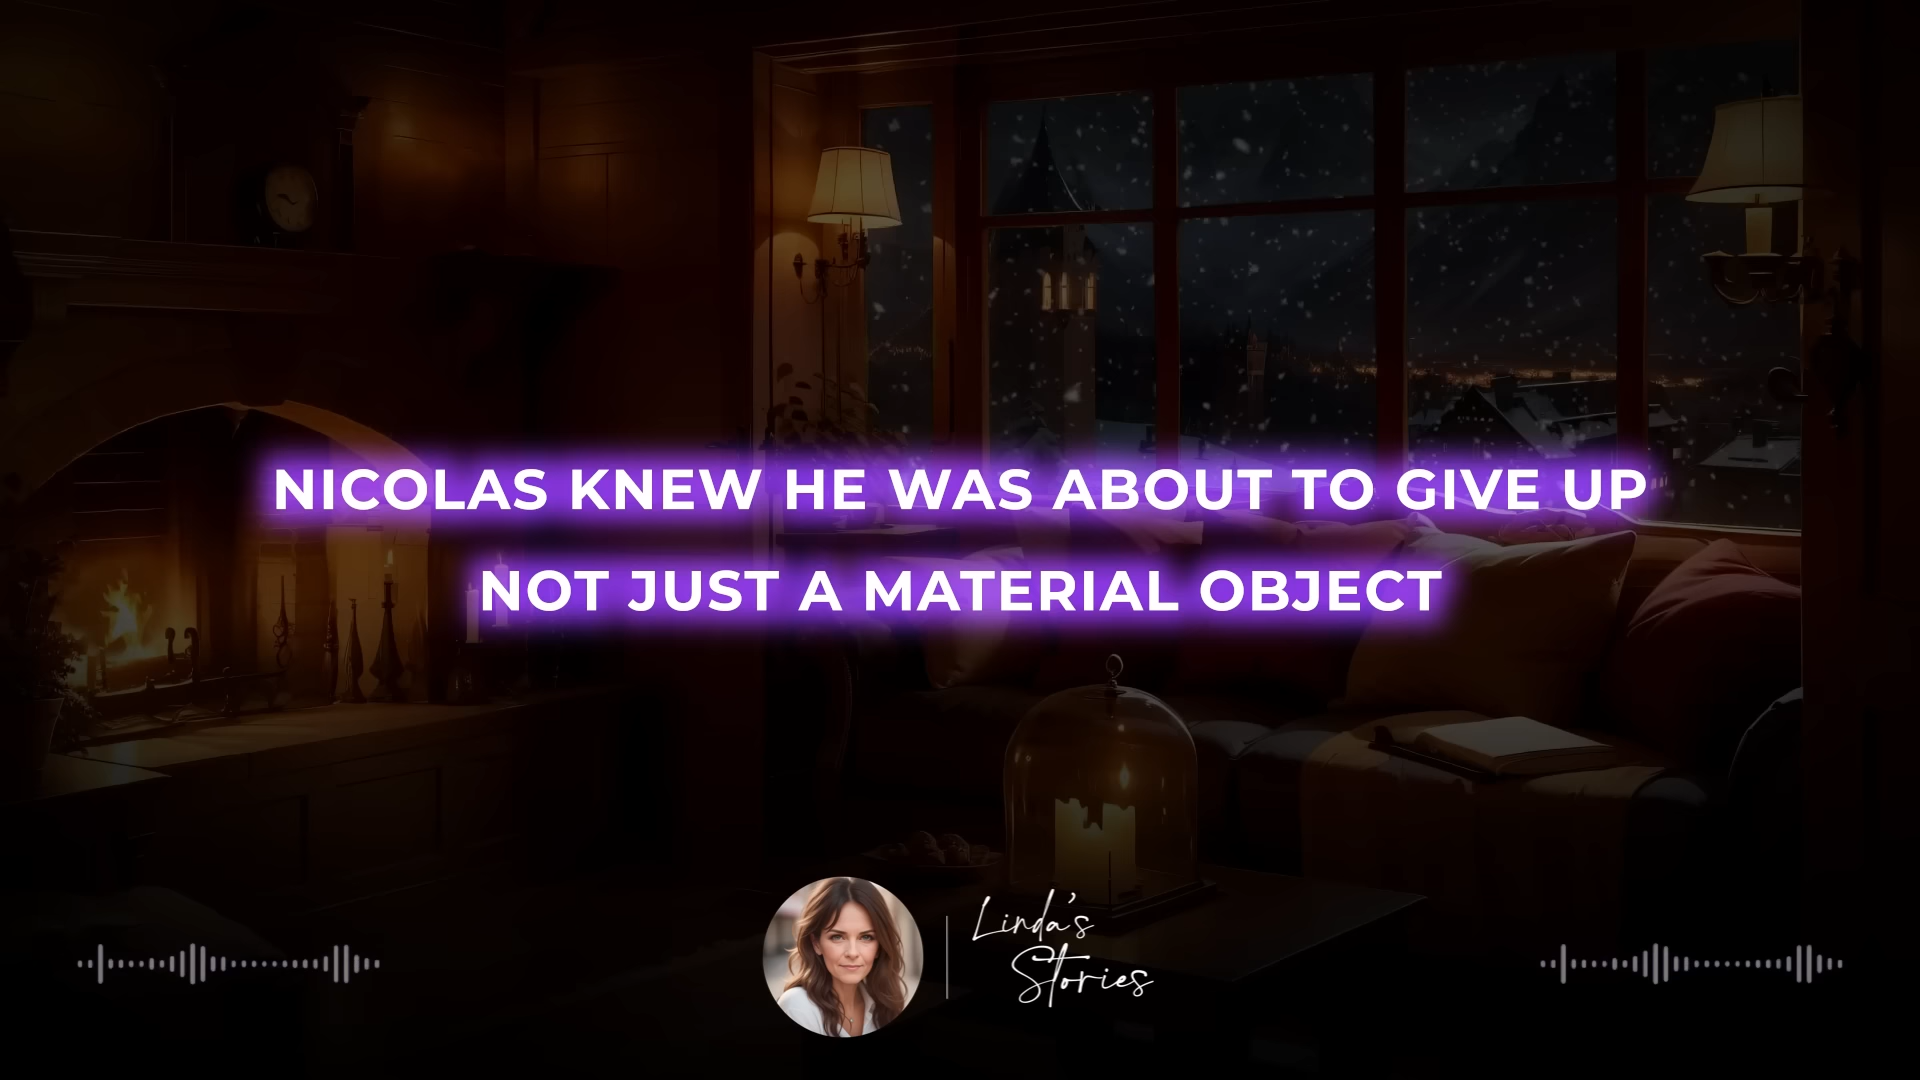 NICOLAS KNEW HE WAS ABOUT TO GIVE UP
NOT JUST A MATERIAL OBJECT
Linda's
Stories